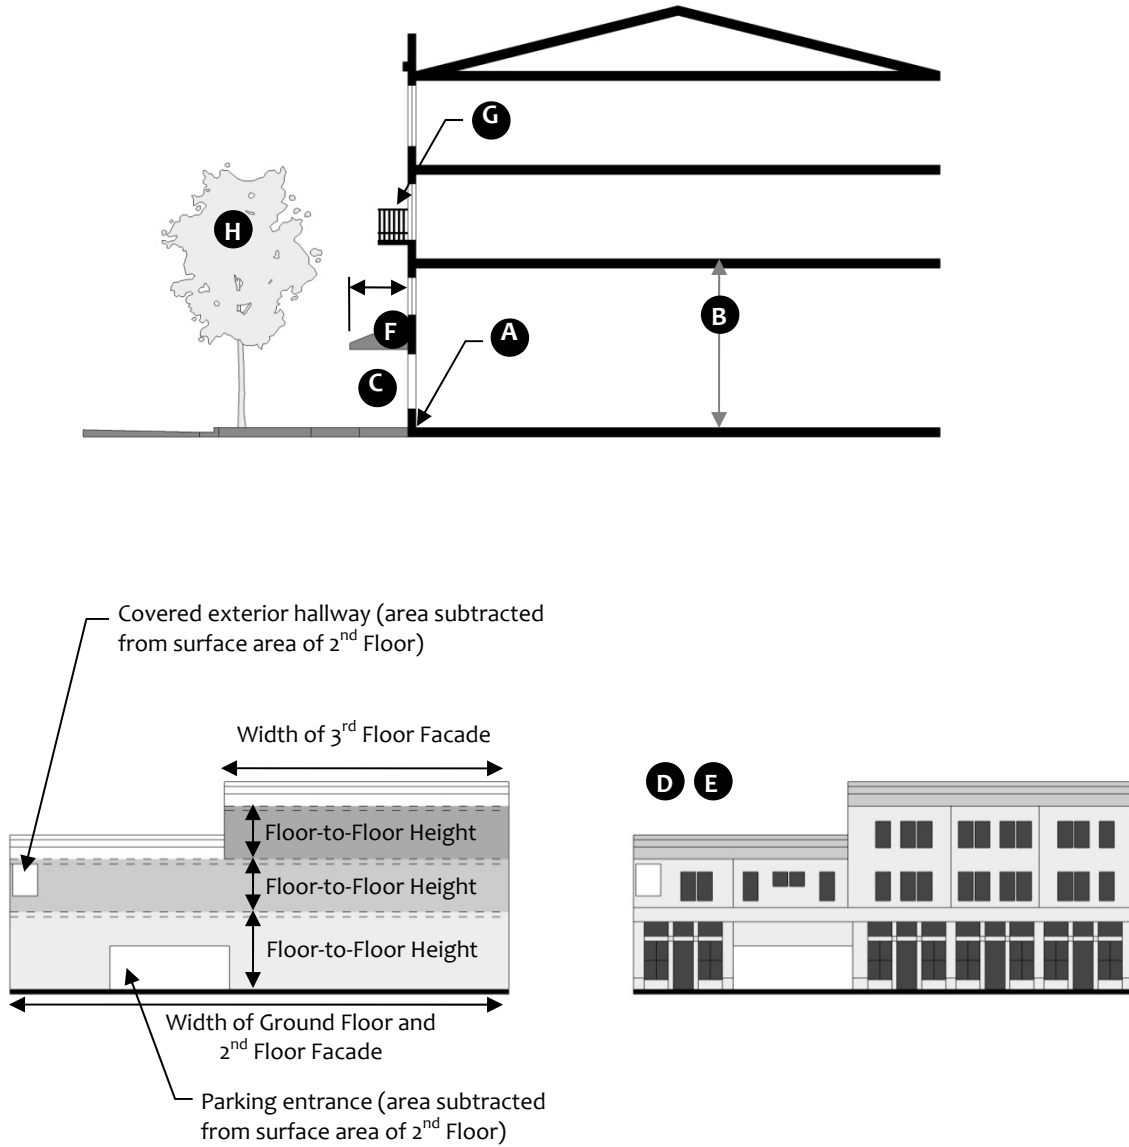 G
H
F
A
B
C
Covered exterior hallway (area subtracted
from surface area of 2nd Floor)
Width of 3rd Floor Facade
D E
Floor-to-Floor Height
Floor-to-Floor Height
Floor-to-Floor Height
Width of Ground Floor and
2nd Floor Facade
Parking entrance (area subtracted
from surface area of 2nd Floor)